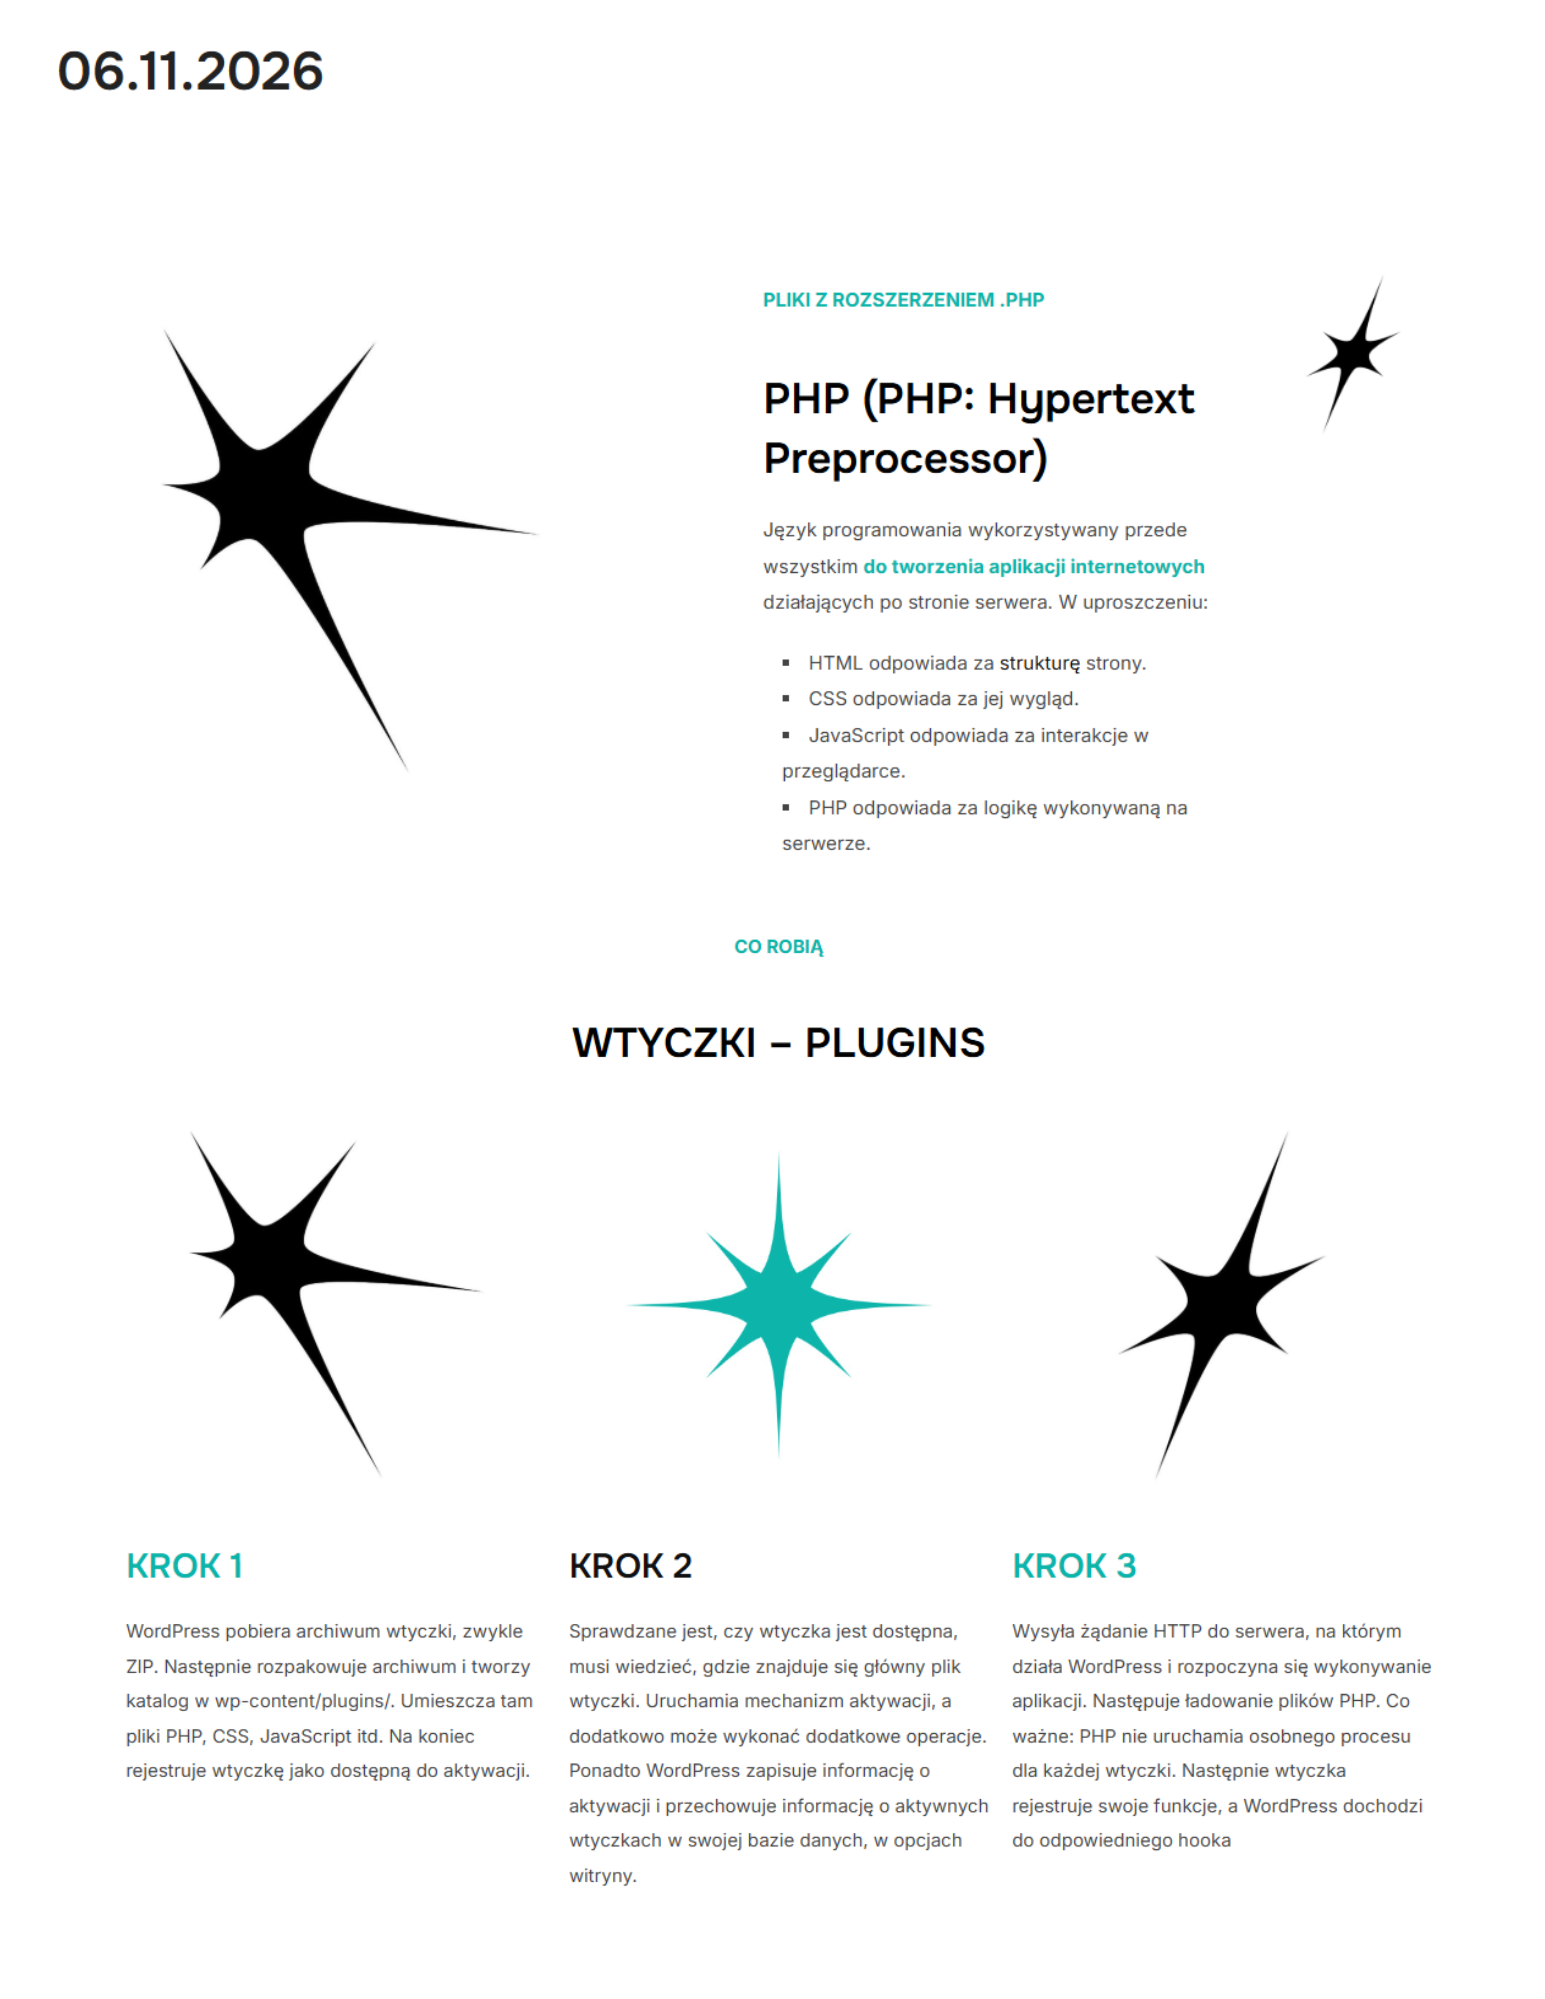 06.11.2026
PLIKI Z ROZSZERZENIEM .PHP
PHP (PHP: Hypertext
Preprocessor)
Język programowania wykorzystywany przede
wszystkim do tworzenia aplikacji internetowych
działających po stronie serwera. W uproszczeniu:
▪ HTML odpowiada za strukturę strony.
▪ CSS odpowiada za jej wygląd.
▪ JavaScript odpowiada za interakcje w
przeglądarce.
▪ PHP odpowiada za logikę wykonywaną na
serwerze.
CO ROBIĄ
WTYCZKI – PLUGINS
KROK 1
WordPress pobiera archiwum wtyczki, zwykle
ZIP. Następnie rozpakowuje archiwum i tworzy
katalog w wp-content/plugins/. Umieszcza tam
pliki PHP, CSS, JavaScript itd. Na koniec
rejestruje wtyczkę jako dostępną do aktywacji.
KROK 2
Sprawdzane jest, czy wtyczka jest dostępna,
musi wiedzieć, gdzie znajduje się główny plik
wtyczki. Uruchamia mechanizm aktywacji, a
dodatkowo może wykonać dodatkowe operacje.
Ponadto WordPress zapisuje informację o
aktywacji i przechowuje informację o aktywnych
wtyczkach w swojej bazie danych, w opcjach
witryny.
KROK 3
Wysyła żądanie HTTP do serwera, na którym
działa WordPress i rozpoczyna się wykonywanie
aplikacji. Następuje ładowanie plików PHP. Co
ważne: PHP nie uruchamia osobnego procesu
dla każdej wtyczki. Następnie wtyczka
rejestruje swoje funkcje, a WordPress dochodzi
do odpowiedniego hooka